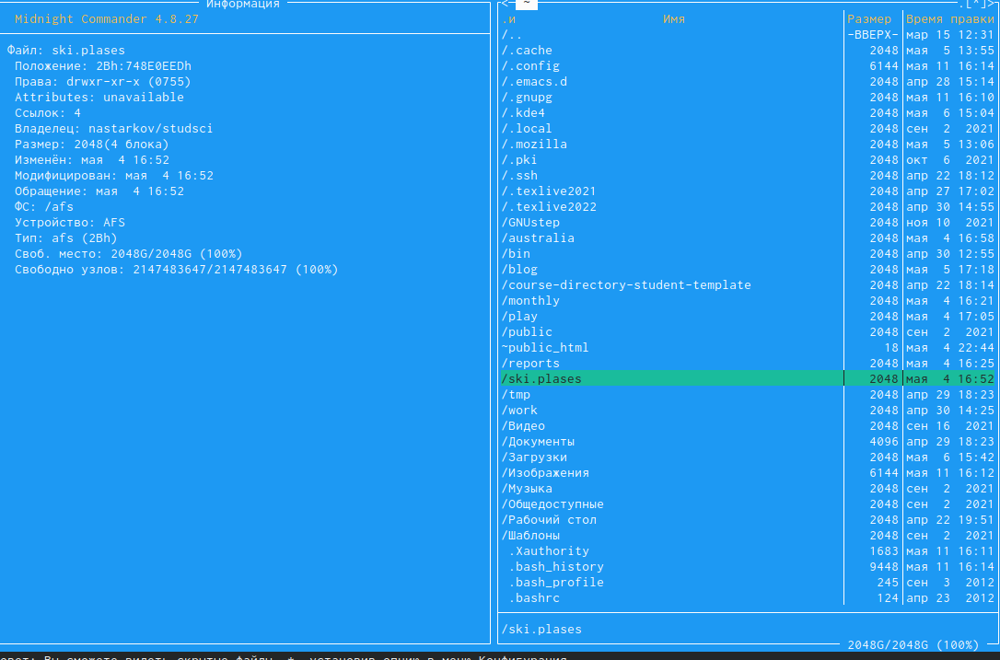 Информация
Midnight Commander 4.8.27
Файл: ski.plases
Положение: 2Bh:748E0EEDh
Права: drwxr-xr-x (0755)
Attributes: unavailable
Ссылок: 4
Владелец: nastarkov/studsci
Размер: 2048(4 блока)
Изменён: мая  4 16:52
Модифицирован: мая  4 16:52
Обращение: мая  4 16:52
ФС: /afs
Устройство: AFS
Тип: afs (2Bh)
Своб. место: 2048G/2048G (100%)
Свободно узлов: 2147483647/2147483647 (100%)
<- ~ .[^]>
.и Имя Размер Время правки
/.. -ВВЕРХ- мар 15 12:31
/.cache 2048 мая  5 13:55
/.config 6144 мая 11 16:14
/.emacs.d 2048 апр 28 15:14
/.gnupg 2048 мая 11 16:10
/.kde4 2048 мая  6 15:04
/.local 2048 сен  2  2021
/.mozilla 2048 мая  5 13:06
/.pki 2048 окт  6  2021
/.ssh 2048 апр 22 18:12
/.texlive2021 2048 апр 27 17:02
/.texlive2022 2048 апр 30 14:55
/GNUstep 2048 ноя 10  2021
/australia 2048 мая  4 16:58
/bin 2048 апр 30 12:55
/blog 2048 мая  5 17:18
/course-directory-student-template 2048 апр 22 18:14
/monthly 2048 мая  4 16:21
/play 2048 мая  4 17:05
/public 2048 сен  2  2021
~public_html 18 мая  4 22:44
/reports 2048 мая  4 16:25
/ski.plases 2048 мая  4 16:52
/tmp 2048 апр 29 18:23
/work 2048 апр 30 14:25
/Видео 2048 сен 16  2021
/Документы 4096 апр 29 18:23
/Загрузки 2048 мая  6 15:42
/Изображения 6144 мая 11 16:12
/Музыка 2048 сен  2  2021
/Общедоступные 2048 сен  2  2021
/Рабочий стол 2048 апр 22 19:51
/Шаблоны 2048 сен  2  2021
.Xauthority 1683 мая 11 16:11
.bash_history 9448 мая 11 16:14
.bash_profile 245 сен  3  2012
.bashrc 124 апр 23  2012
/ski.plases
2048G/2048G (100%)
Вы сможете видеть скрытые файлы .*, установив опцию в меню Конфигурация